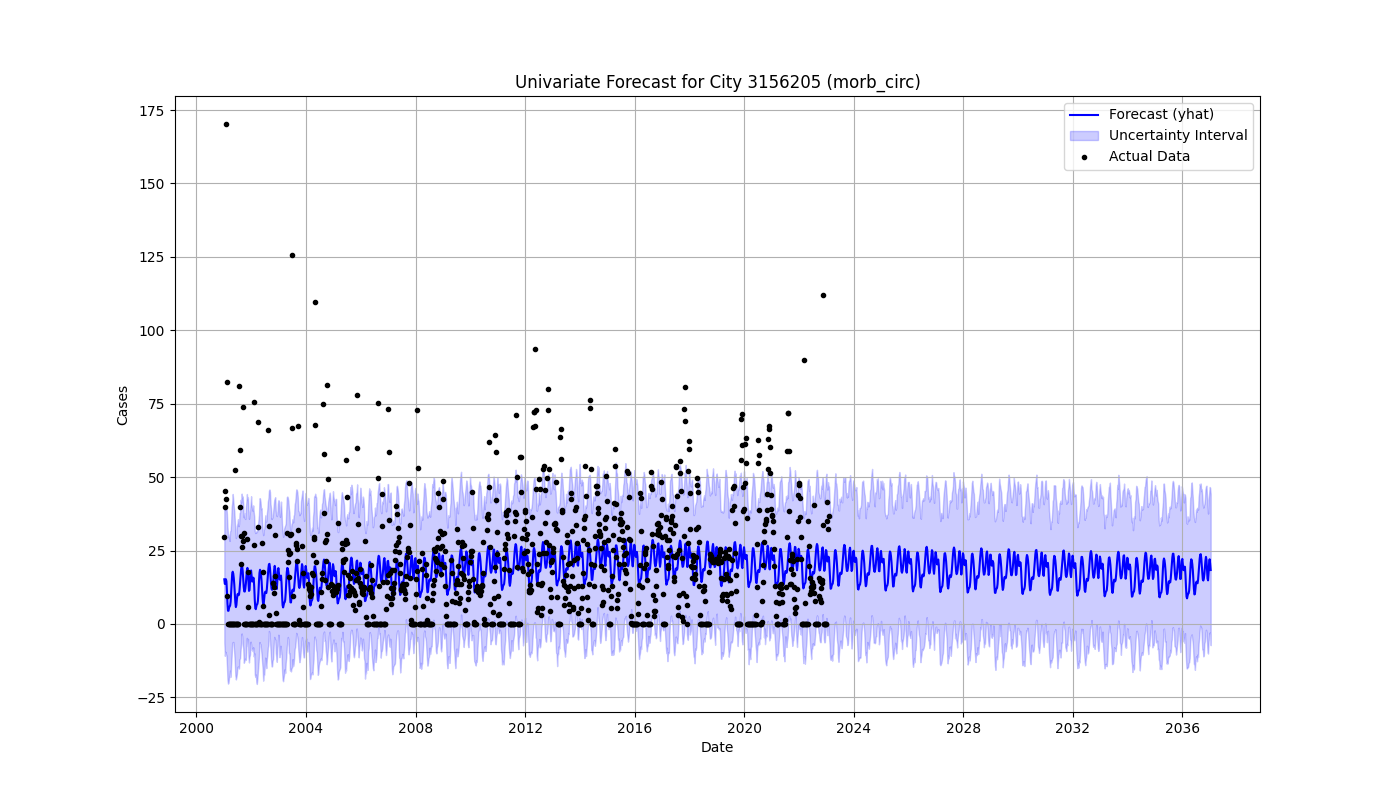 Univariate Forecast for City 3156205 (morb_circ)
Forecast (yhat)
Uncertainty Interval
Actual Data
Cases
175
150
125
100
75
50
25
0
−25
2000 2004 2008 2012 2016 2020 2024 2028 2032 2036
Date